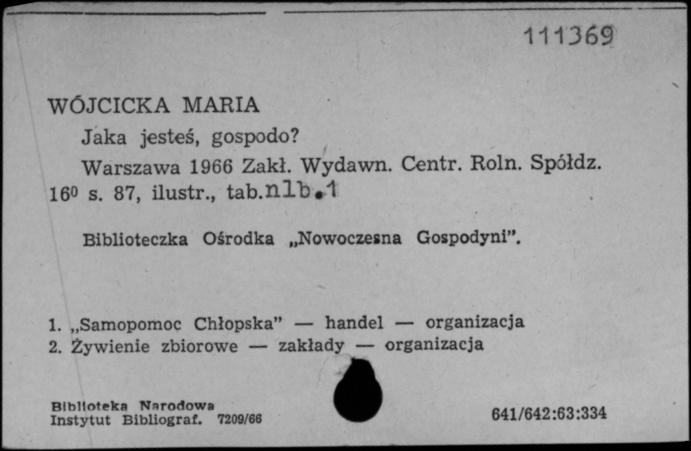 111369
WÓJCICKA MARIA
Jaka jesteś, gospodo?
Warszawa 1966 Zakł. Wydawn. Centr. Roln. Spółdz.
16⁰ s. 87, ilustr., tab.nlb.1
Biblioteczka Ośrodka „Nowoczesna Gospodyni”.
1. „Samopomoc Chłopska” — handel — organizacja
2. Żywienie zbiorowe — zakłady — organizacja
Biblioteka Narodowa
Instytut Bibliograf. 7209/66
641/642:63:334